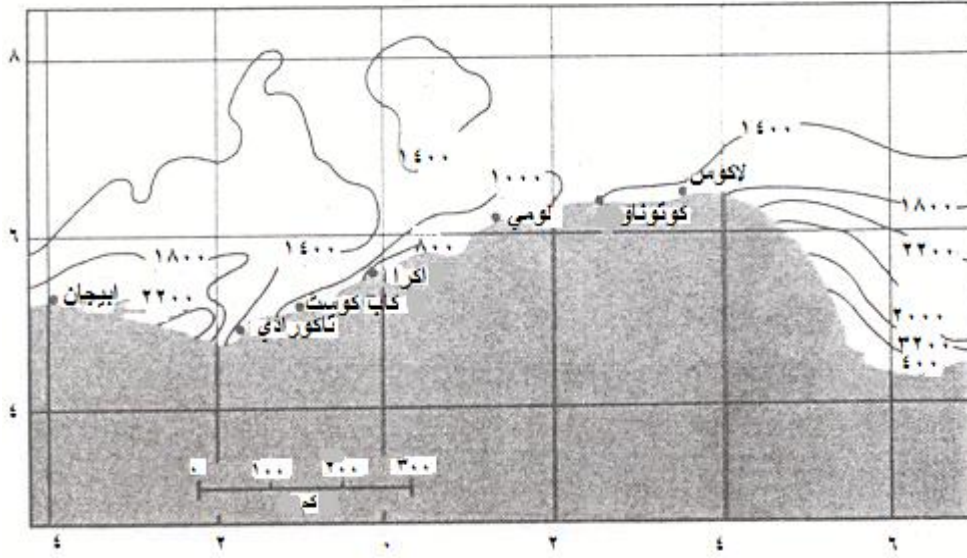 ٨
١٤٠٠
١٤٠٠
لاكوس
١٠٠٠
كوتوناو
لومي
١٨٠٠
٦
١٤٠٠
٨٠٠
٢٢٠٠
١٨٠٠
اكرا
ابيجان
٢٢٠٠
كاب كوست
تاكورادي
٢٠٠٠
٣٢٠٠
٤٠٠
٤
٠ ١٠٠ ٢٠٠ ٣٠٠
كم
٤ ٢ ٠ ٢ ٤ ٦